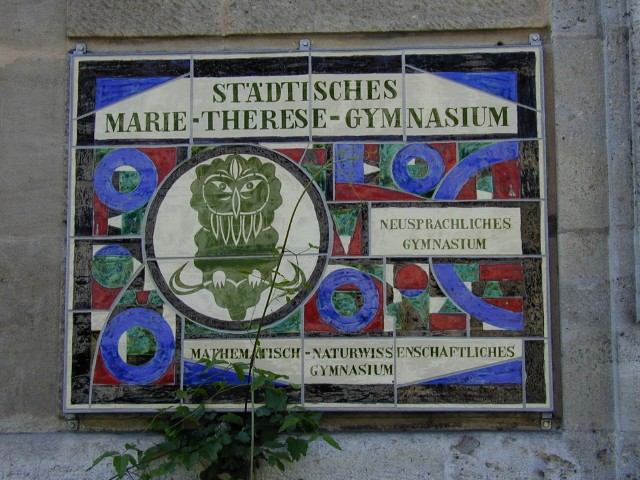 STÄDTISCHES
MARIE-THERESE-GYMNASIUM
NEUSPRACHLICHES
GYMNASIUM
MATHEMATISCH-NATURWISSENSCHAFTLICHES
GYMNASIUM